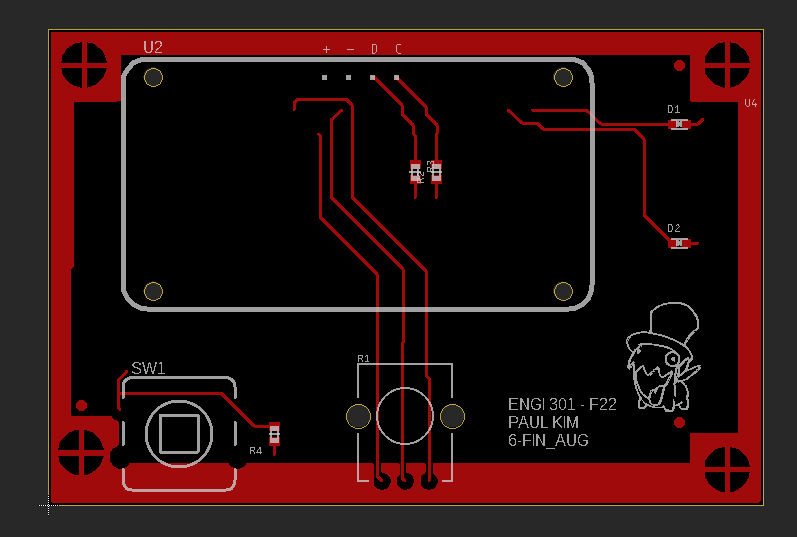 U2
+ − D C
D1
U4
R2
R3
D2
R1
SW1
R4
ENGI 301 - F22
PAUL KIM
6-FIN_AUG